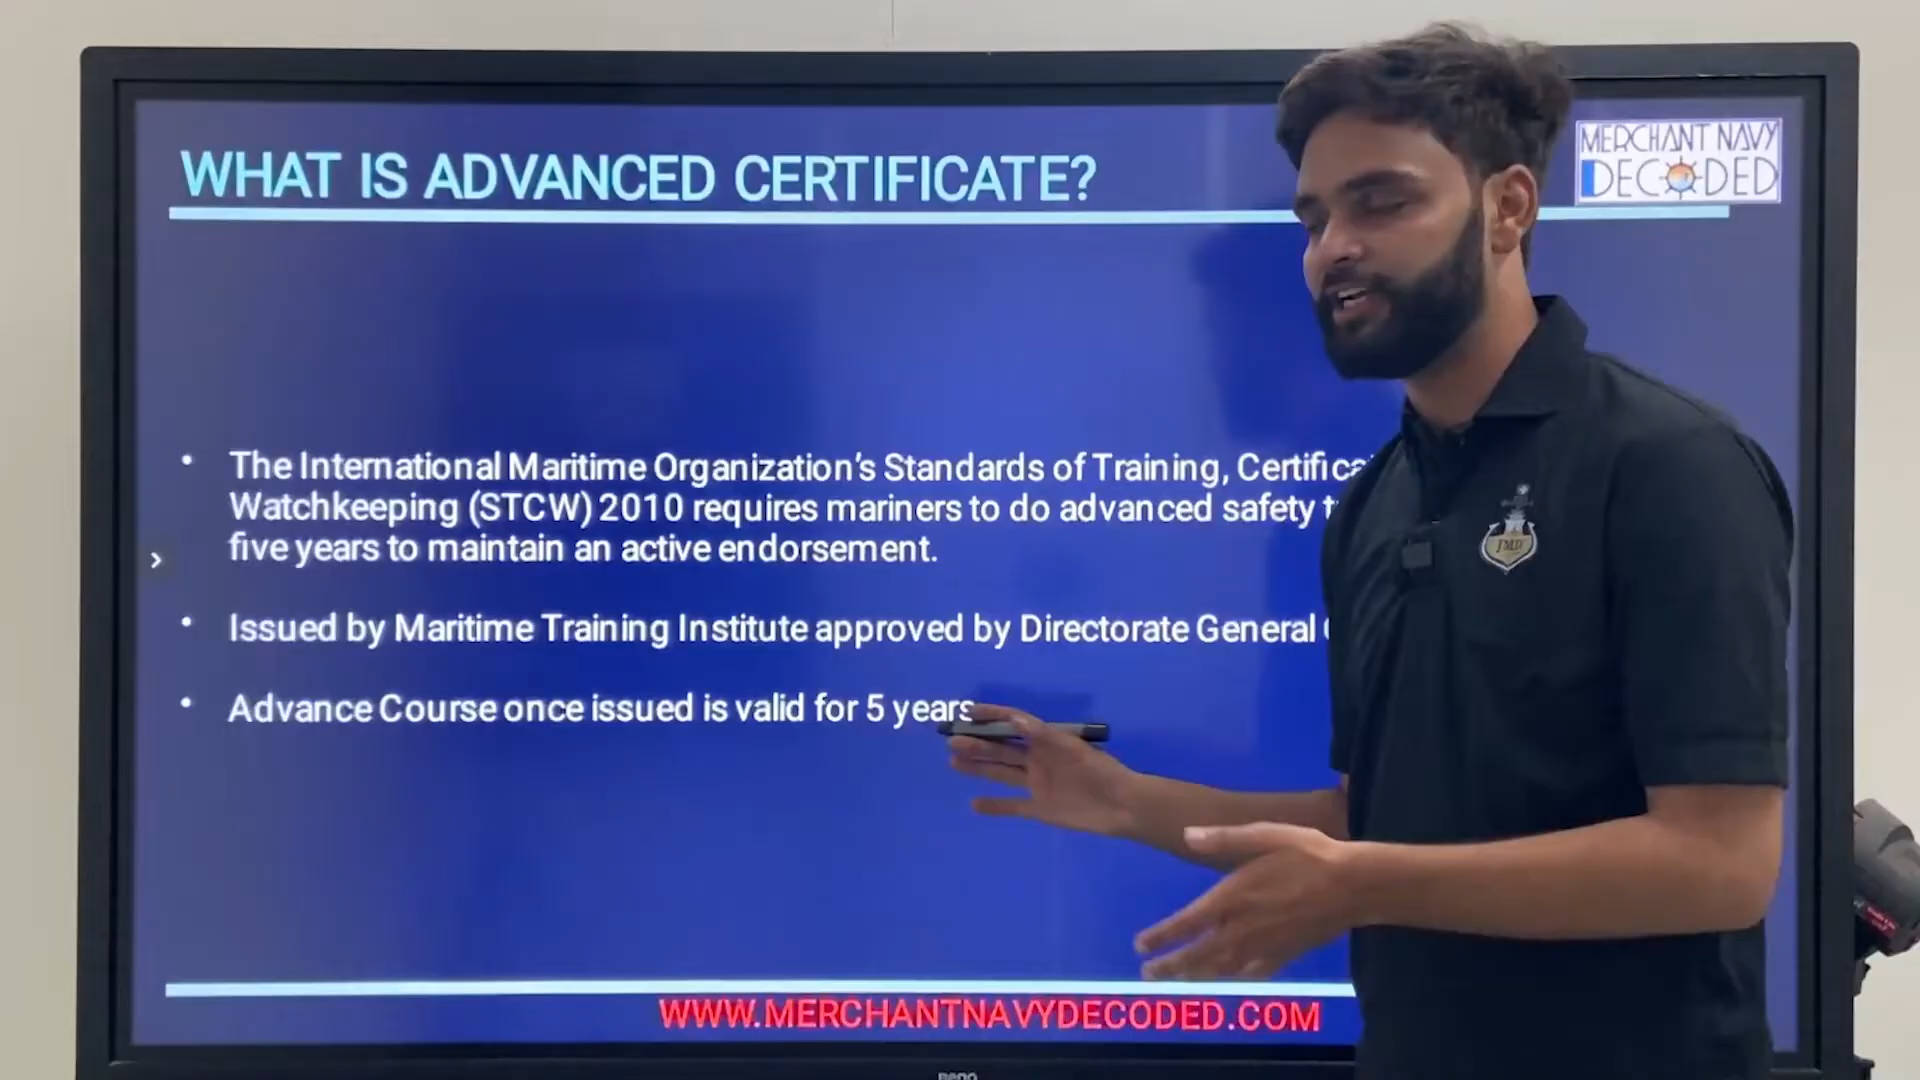 WHAT IS ADVANCED CERTIFICATE?
MERCHANT NAVY
DECODED
• The International Maritime Organization's Standards of Training,
Watchkeeping (STCW) 2010 requires mariners to do advanced safety
five years to maintain an active endorsement.
• Issued by Maritime Training Institute approved by Directorate General
• Advance Course once issued is valid for 5 years
WWW.MERCHANTNAVYDECODED.COM